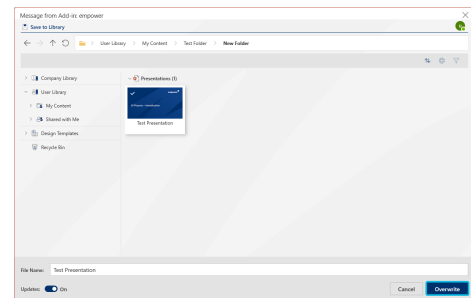 Message from Add-in: empower
Save to Library
User Library > My Content > Test Folder > New Folder
Company Library
User Library
My Content
Shared with Me
Design Templates
Recycle Bin
Presentations (1)
Test Presentation
File Name: Test Presentation
Updates: On
Cancel
Overwrite